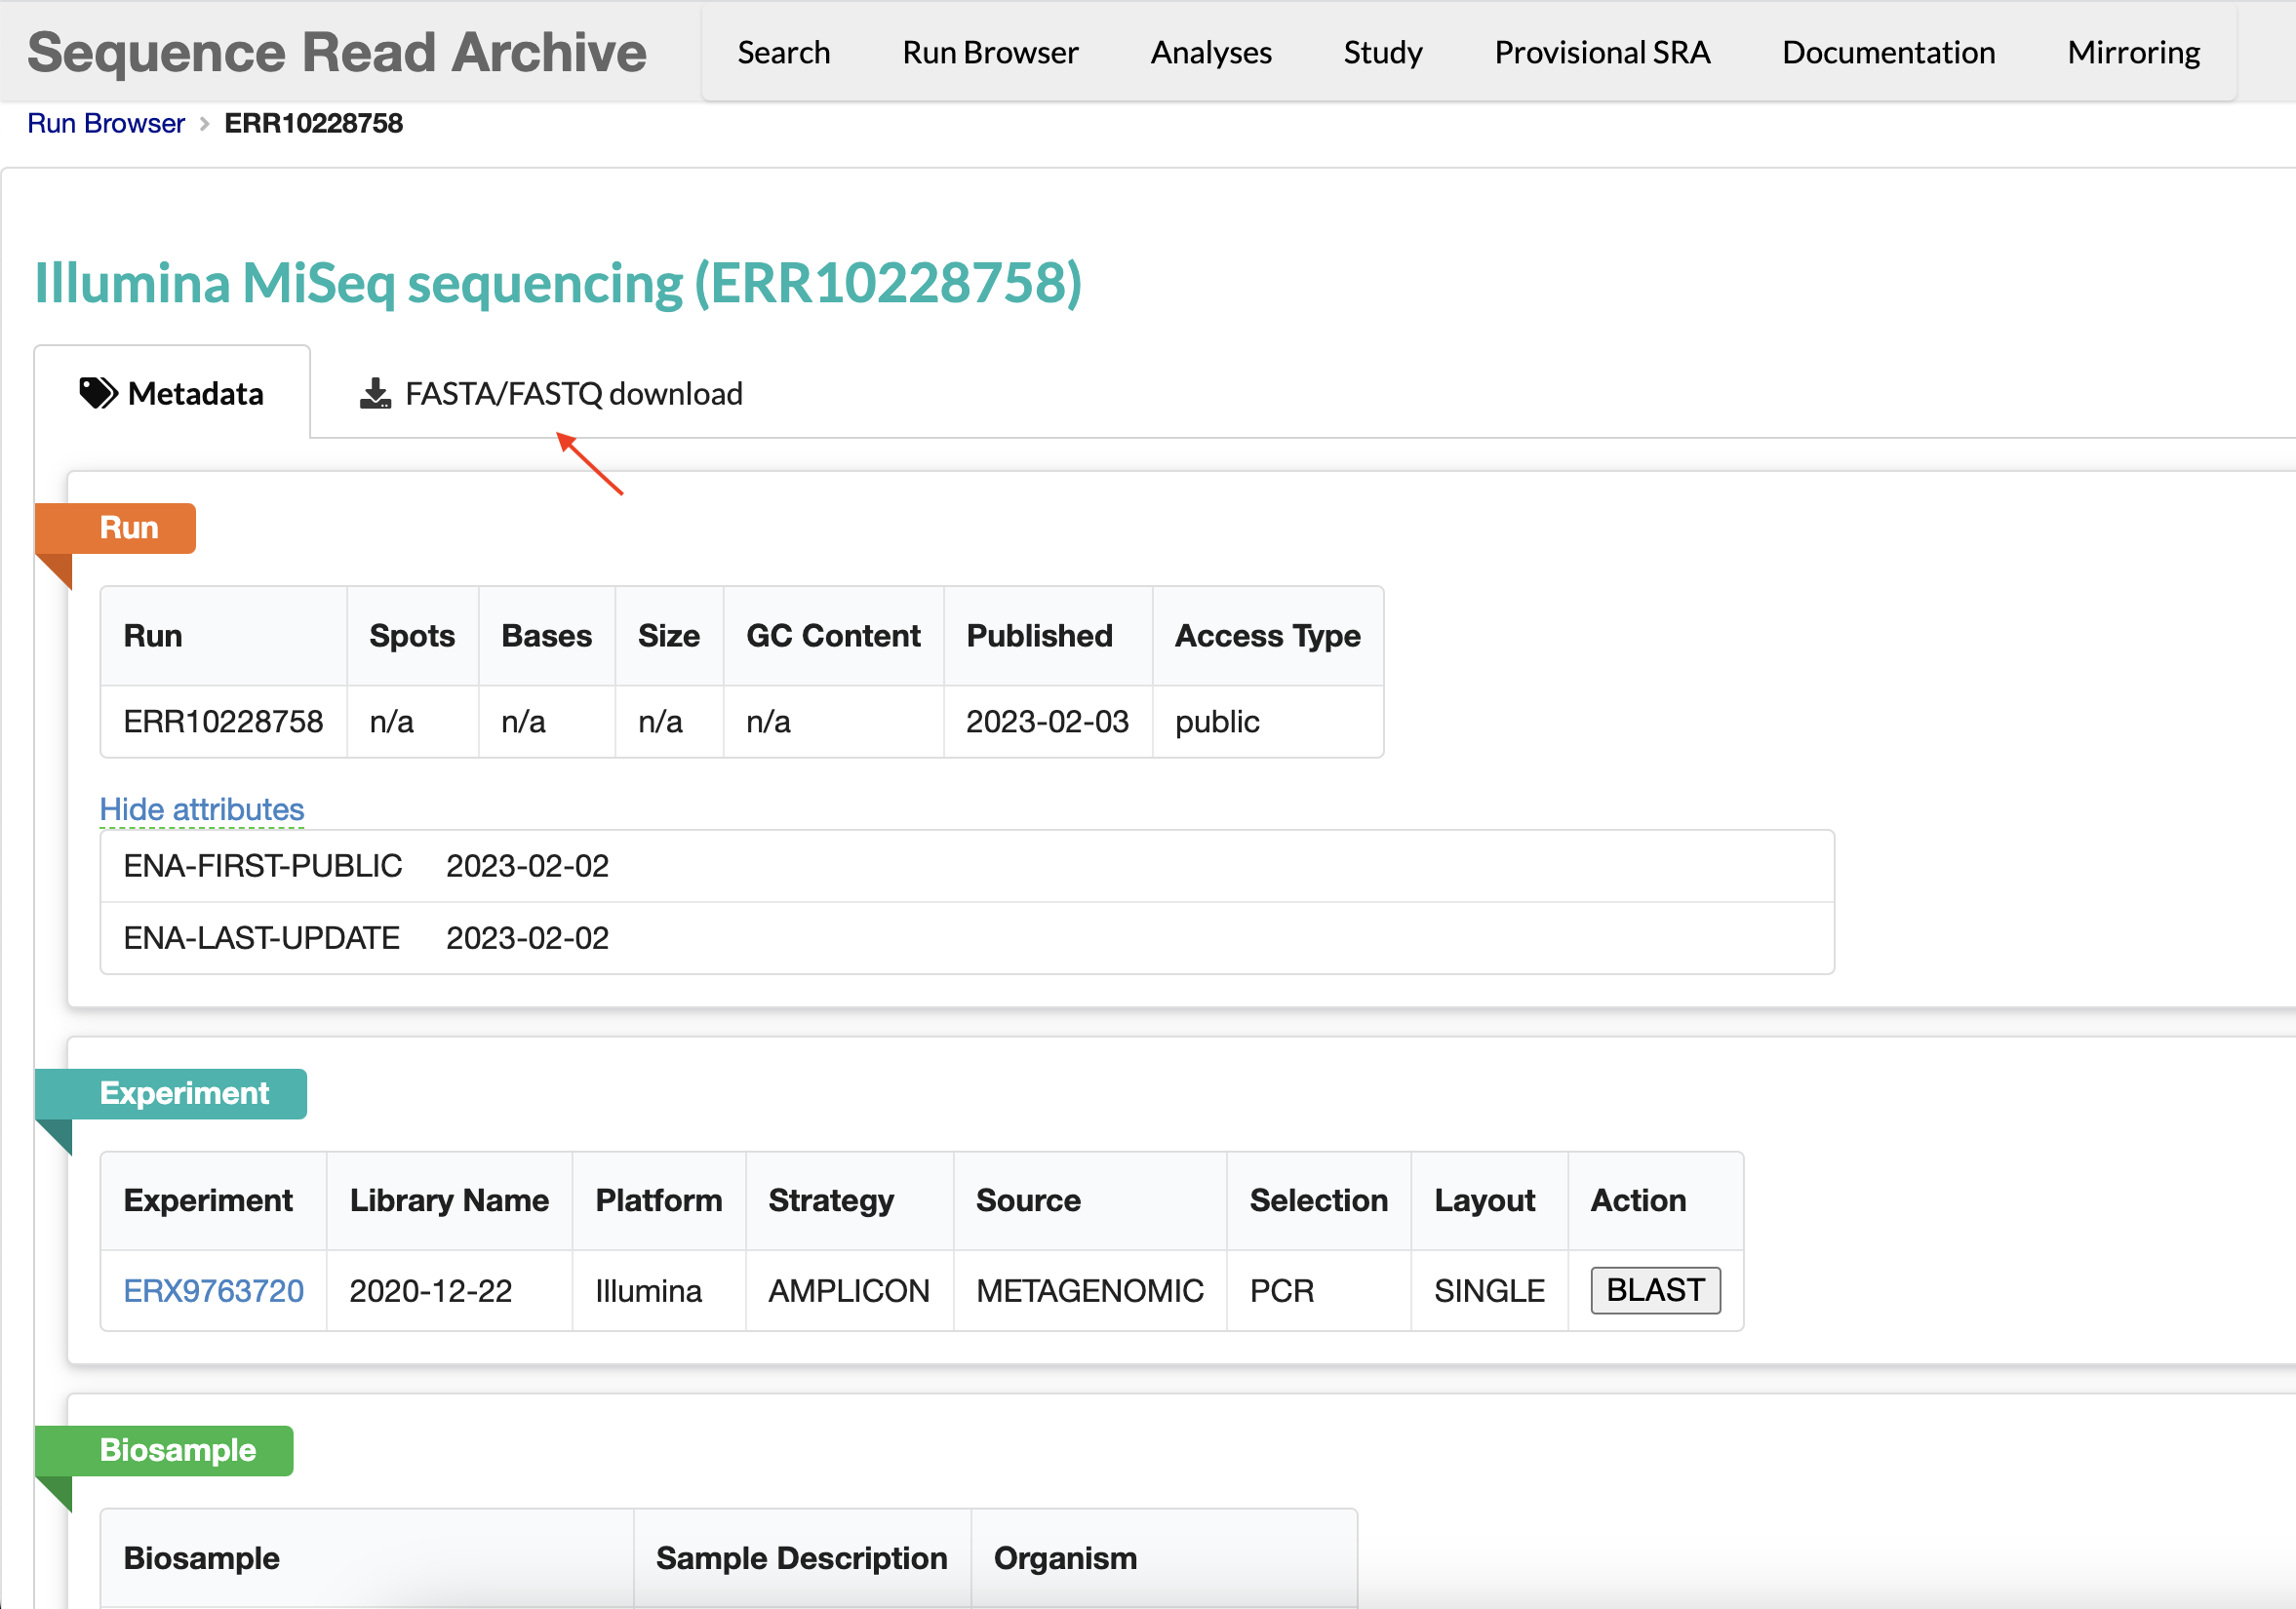 Sequence Read Archive Search Run Browser Analyses Study Provisional SRA Documentation Mirroring
Run Browser ERR10228758
Illumina MiSeq sequencing (ERR10228758)
Metadata FASTA/FASTQ download
Run
Run Spots Bases Size GC Content Published Access Type
ERR10228758 n/a n/a n/a n/a 2023-02-03 public
Hide attributes
ENA-FIRST-PUBLIC 2023-02-02
ENA-LAST-UPDATE 2023-02-02
Experiment
Experiment Library Name Platform Strategy Source Selection Layout Action
ERX9763720 2020-12-22 Illumina AMPLICON METAGENOMIC PCR SINGLE BLAST
Biosample
Biosample Sample Description Organism